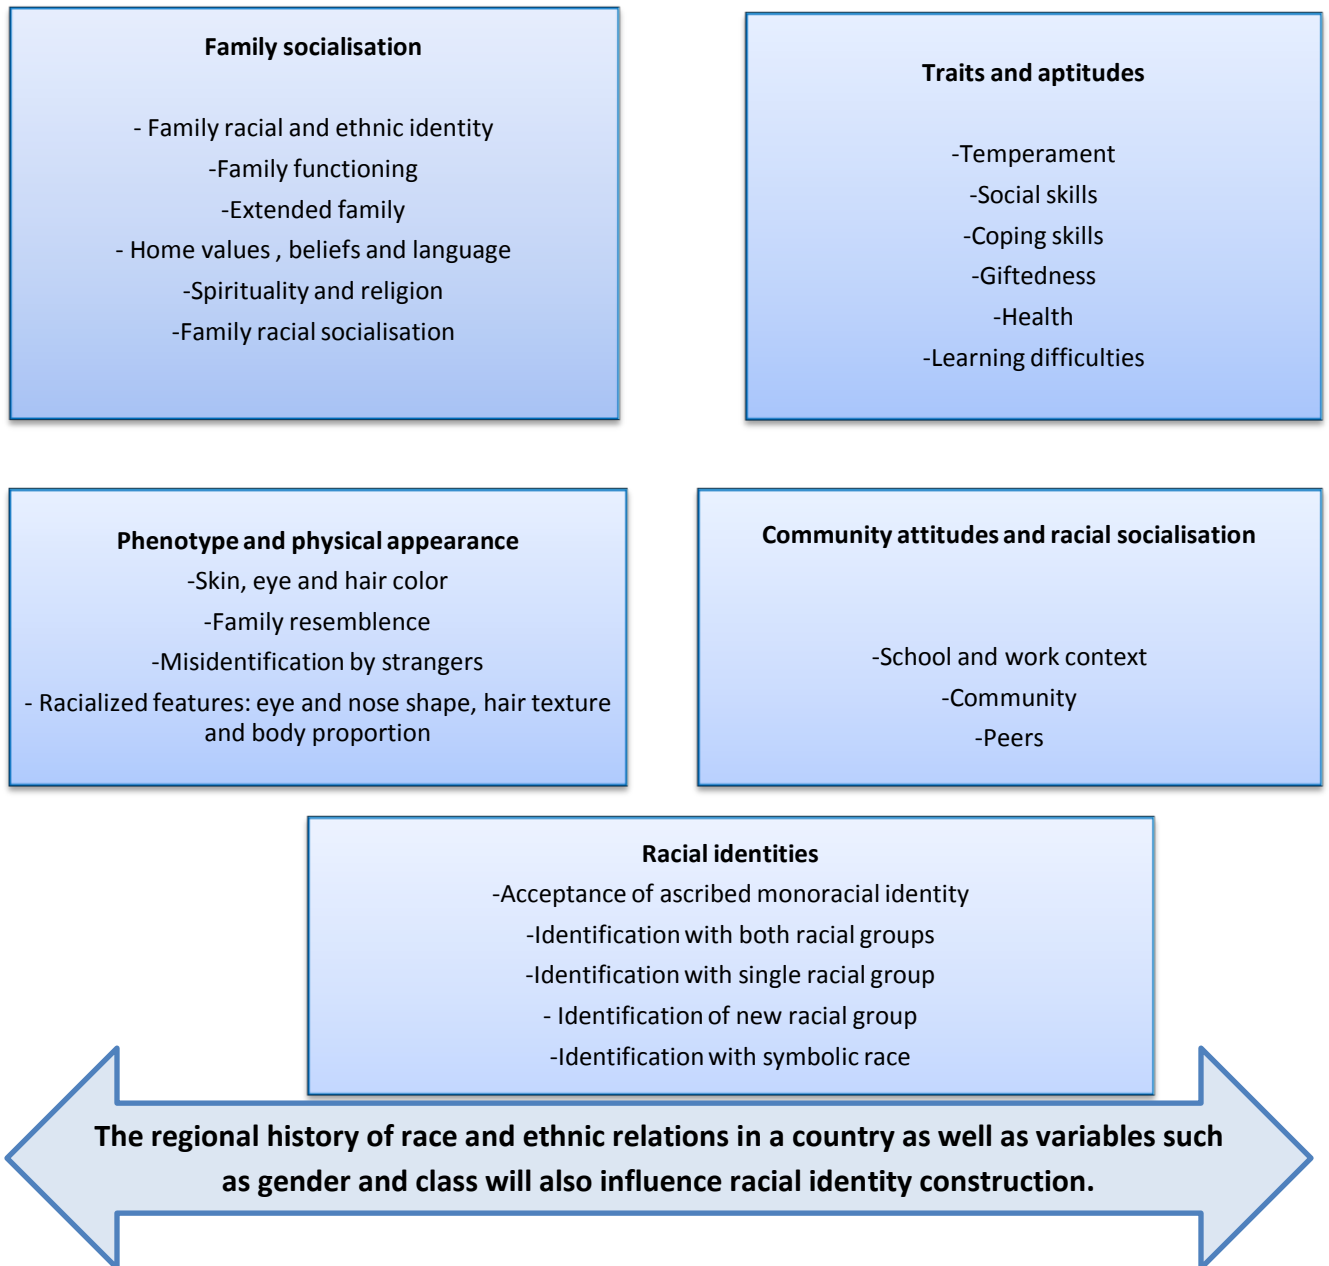 Family socialisation
- Family racial and ethnic identity
-Family functioning
-Extended family
- Home values , beliefs and language
-Spirituality and religion
-Family racial socialisation
Traits and aptitudes
-Temperament
-Social skills
-Coping skills
-Giftedness
-Health
-Learning difficulties
Phenotype and physical appearance
-Skin, eye and hair color
-Family resemblence
-Misidentification by strangers
- Racialized features: eye and nose shape, hair texture
and body proportion
Community attitudes and racial socialisation
-School and work context
-Community
-Peers
Racial identities
-Acceptance of ascribed monoracial identity
-Identification with both racial groups
-Identification with single racial group
- Identification of new racial group
-Identification with symbolic race
The regional history of race and ethnic relations in a country as well as variables such
as gender and class will also influence racial identity construction.